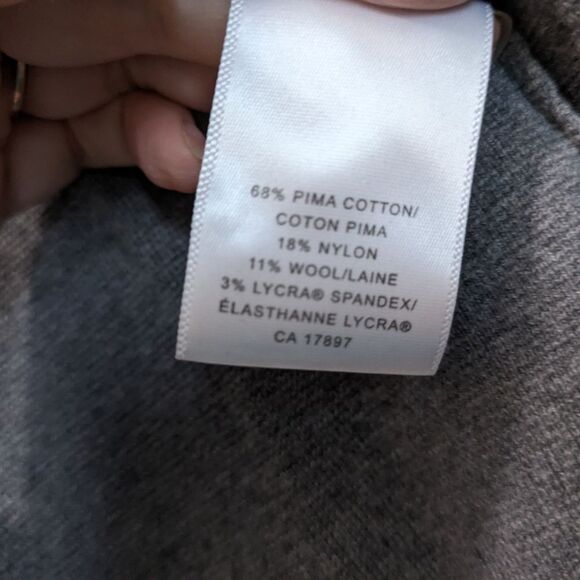 68% PIMA COTTON/
COTON PIMA
18% NYLON
11% WOOL/LAINE
3% LYCRA® SPANDEX/
ÉLASTHANNE LYCRA®
CA 17897